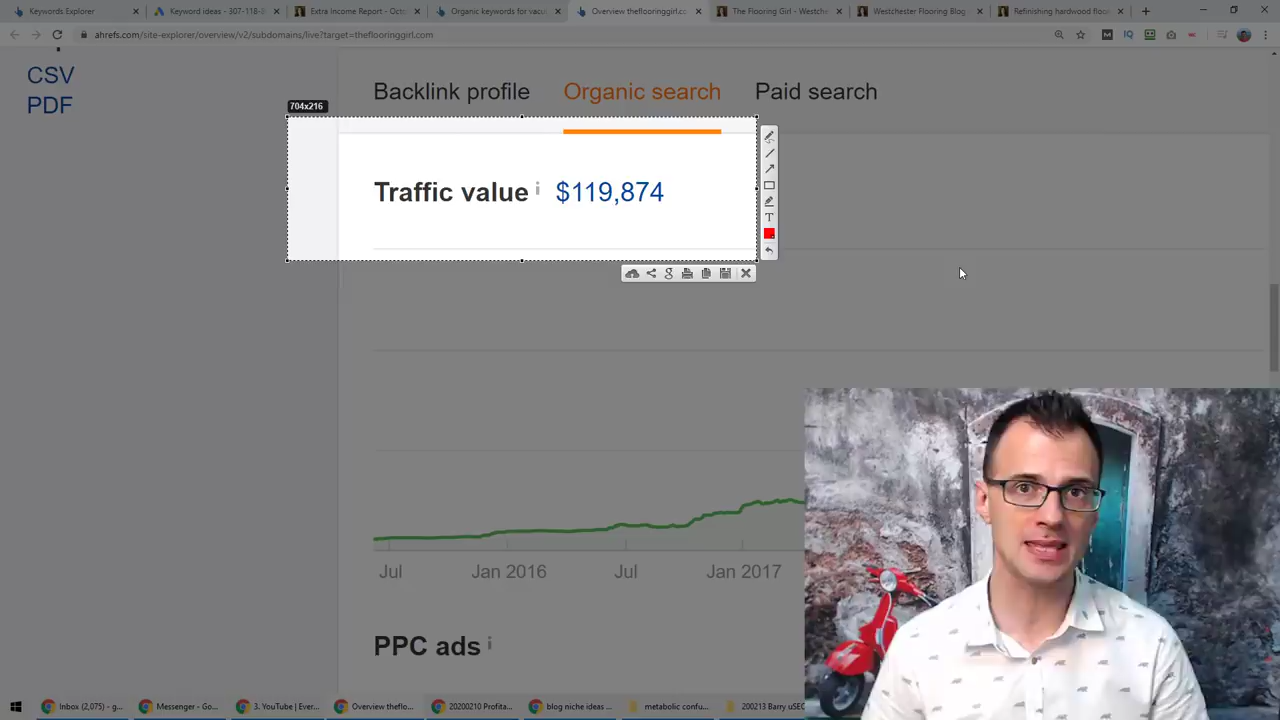 Keywords Explorer
Keyword ideas - 307-118-8
Extra Income Report - Octo
Organic keywords for vacc
Overview theflooringgirl.c
The Flooring Girl - Westche
Westchester Flooring Blog
Refinishing hardwood floo
ahrefs.com/site-explorer/overview/v2/subdomains/live?target=theflooringgirl.com
CSV
PDF
Backlink profile
Organic search
Paid search
704x216
Traffic value i $119,874
T
g
Jul
Jan 2016
Jul
Jan 2017
PPC ads i
Inbox (2,075) - g...
Messenger - Go...
3. YouTube | Ever...
Overview theflo...
20200210 Profita...
blog niche ideas ...
metabolic confu...
200213 Barry uSEO